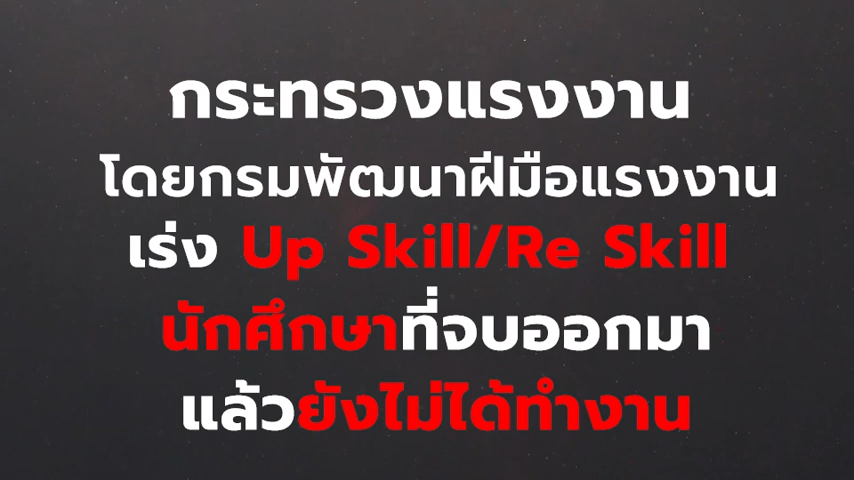 กระทรวงแรงงาน
โดยกรมพัฒนาฝีมือแรงงาน
เร่ง Up Skill/Re Skill
นักศึกษาที่จบออกมา
แล้วยังไม่ได้ทำงาน